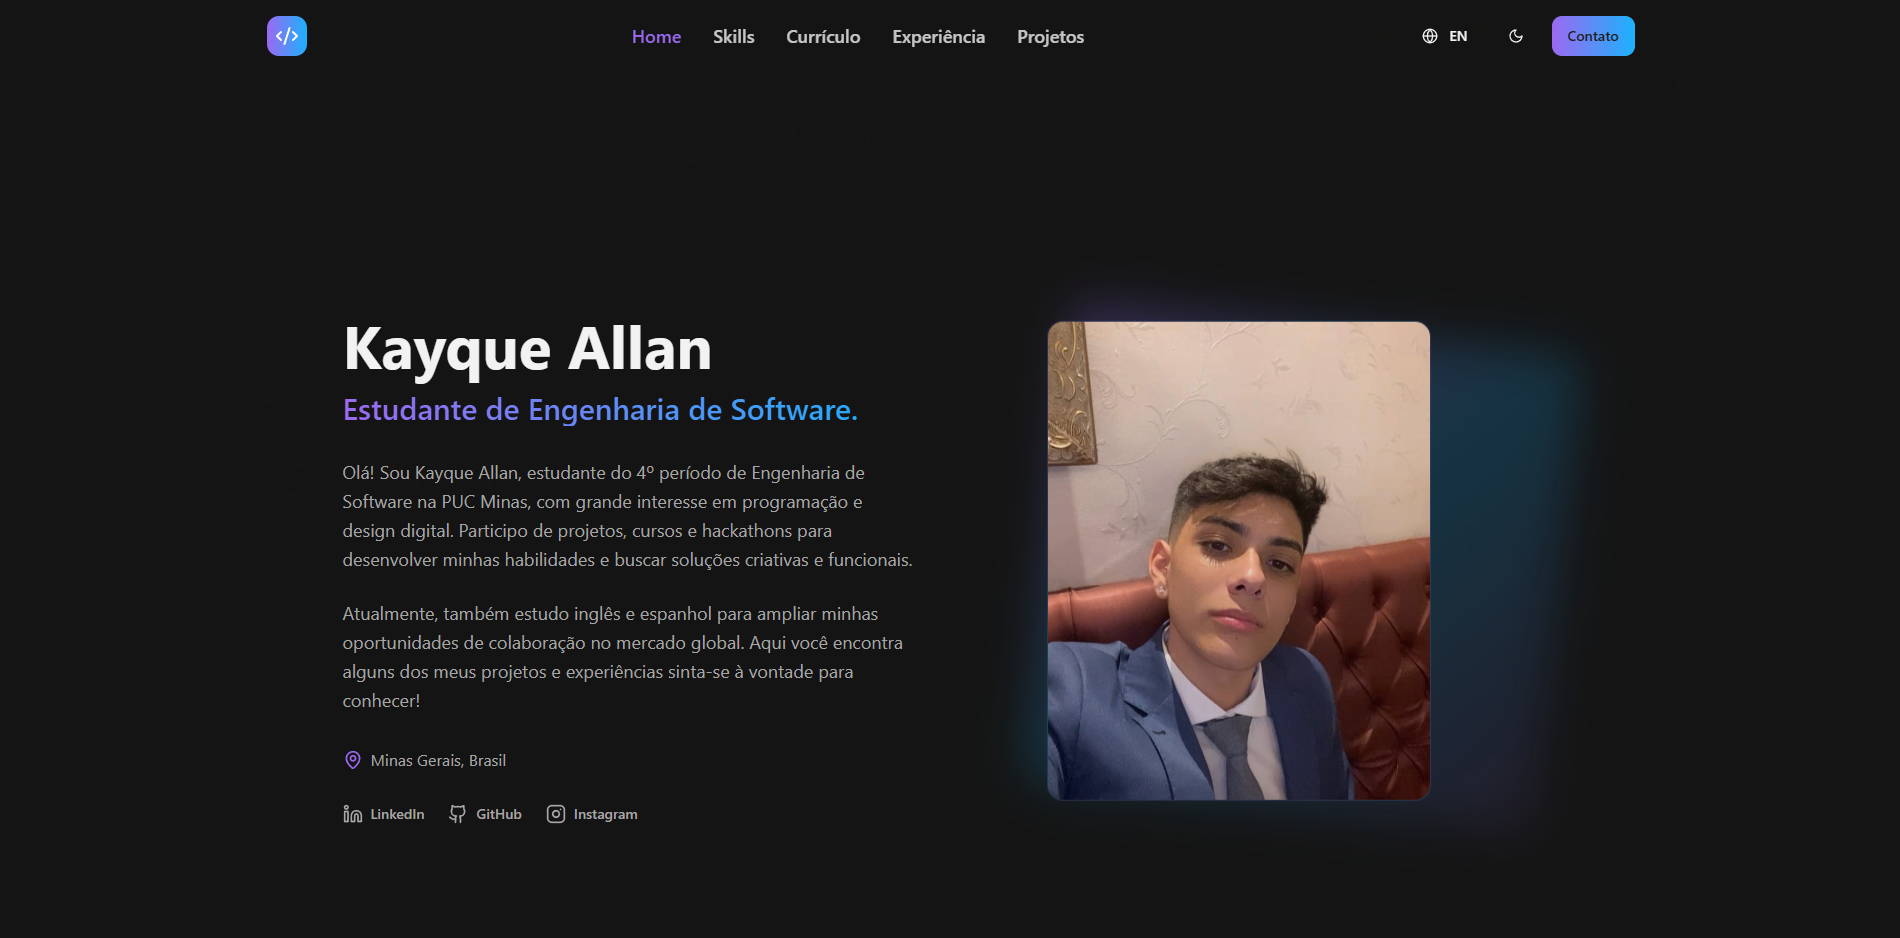 </>
Home
Skills
Currículo
Experiência
Projetos
EN
Contato
Kayque Allan
Estudante de Engenharia de Software.
Olá! Sou Kayque Allan, estudante do 4º período de Engenharia de
Software na PUC Minas, com grande interesse em programação e
design digital. Participo de projetos, cursos e hackathons para
desenvolver minhas habilidades e buscar soluções criativas e funcionais.
Atualmente, também estudo inglês e espanhol para ampliar minhas
oportunidades de colaboração no mercado global. Aqui você encontra
alguns dos meus projetos e experiências sinta-se à vontade para
conhecer!
Minas Gerais, Brasil
LinkedIn
GitHub
Instagram